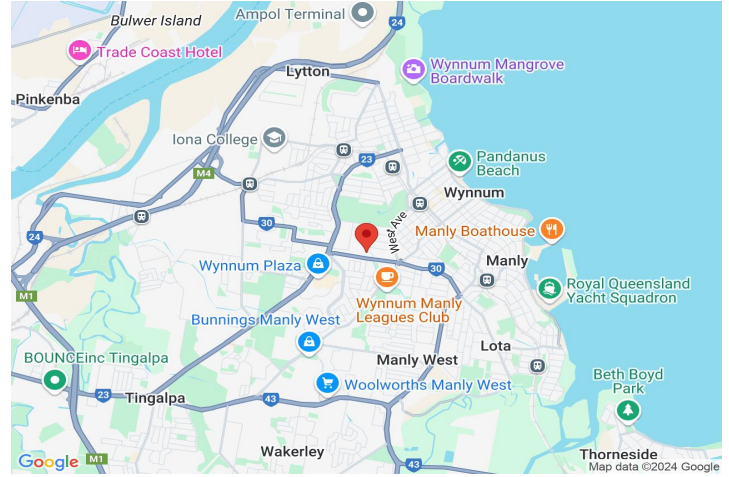 Ampol Terminal
24
Bulwer Island
Trade Coast Hotel
Wynnum Mangrove
Boardwalk
Lytton
Pinkenba
Iona College
23
Pandanus
Beach
M4
Wynnum
30
West Ave
Manly Boathouse
24
Wynnum Plaza
Manly
30
M1
Royal Queensland
Yacht Squadron
Wynnum Manly
Leagues Club
Bunnings Manly West
Lota
BOUNCEinc Tingalpa
Manly West
Beth Boyd
Park
Woolworths Manly West
23
Tingalpa
43
Wakerley
Thorneside
Google
M1
43
Map data ©2024 Google